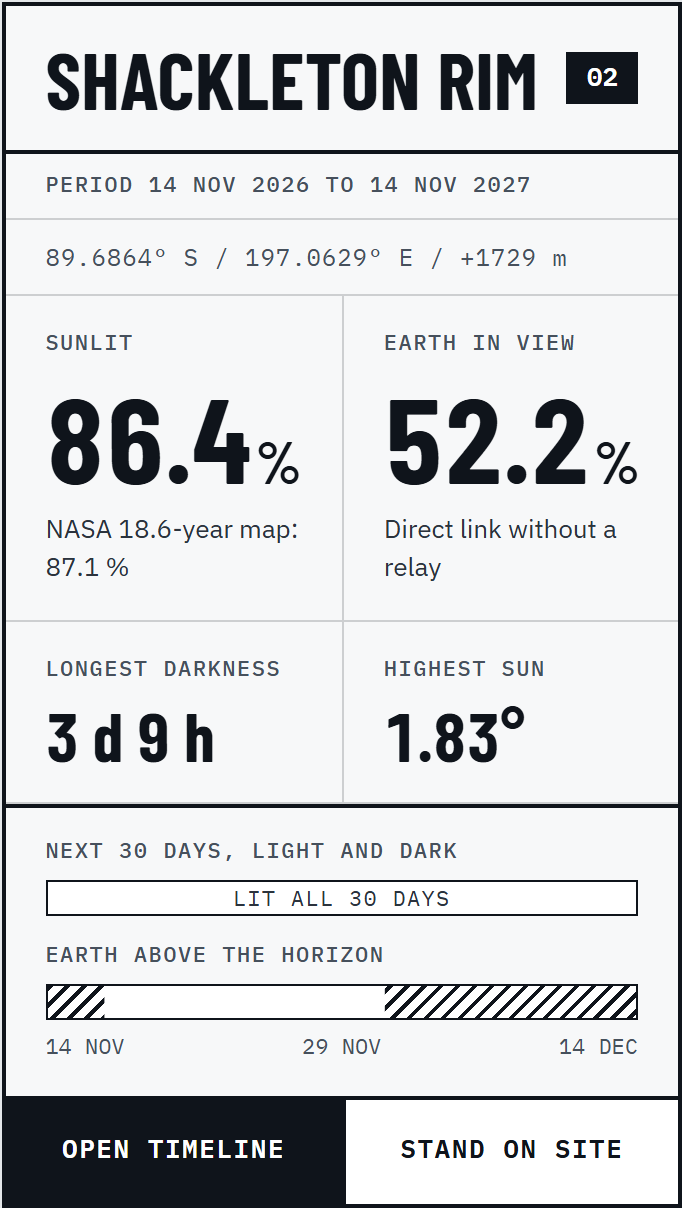 SHACKLETON RIM
02
PERIOD 14 NOV 2026 TO 14 NOV 2027
89.6864° S / 197.0629° E / +1729 m
SUNLIT
86.4%
NASA 18.6-year map:
87.1 %
EARTH IN VIEW
52.2%
Direct link without a
relay
LONGEST DARKNESS
3 d 9 h
HIGHEST SUN
1.83°
NEXT 30 DAYS, LIGHT AND DARK
LIT ALL 30 DAYS
EARTH ABOVE THE HORIZON
14 NOV
29 NOV
14 DEC
OPEN TIMELINE
STAND ON SITE